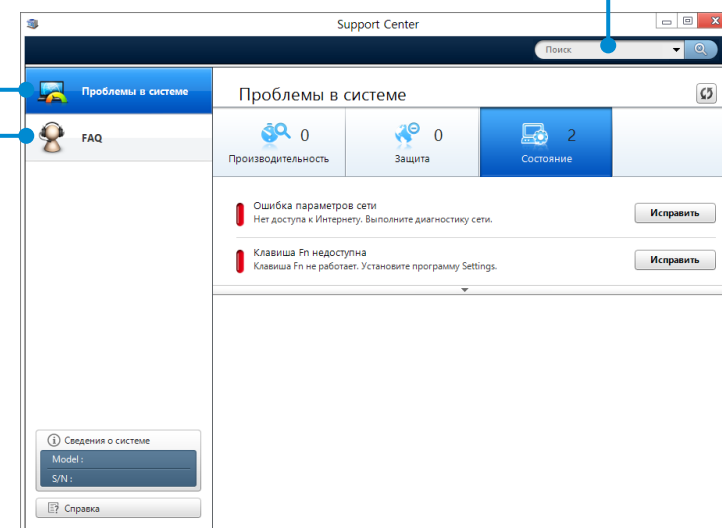 Support Center
Поиск
Проблемы в системе
FAQ
Проблемы в системе
0
Производительность
0
Защита
2
Состояние
Ошибка параметров сети
Нет доступа к Интернету. Выполните диагностику сети.
Исправить
Клавиша Fn недоступна
Клавиша Fn не работает. Установите программу Settings.
Исправить
Сведения о системе
Model :
S/N :
Справка